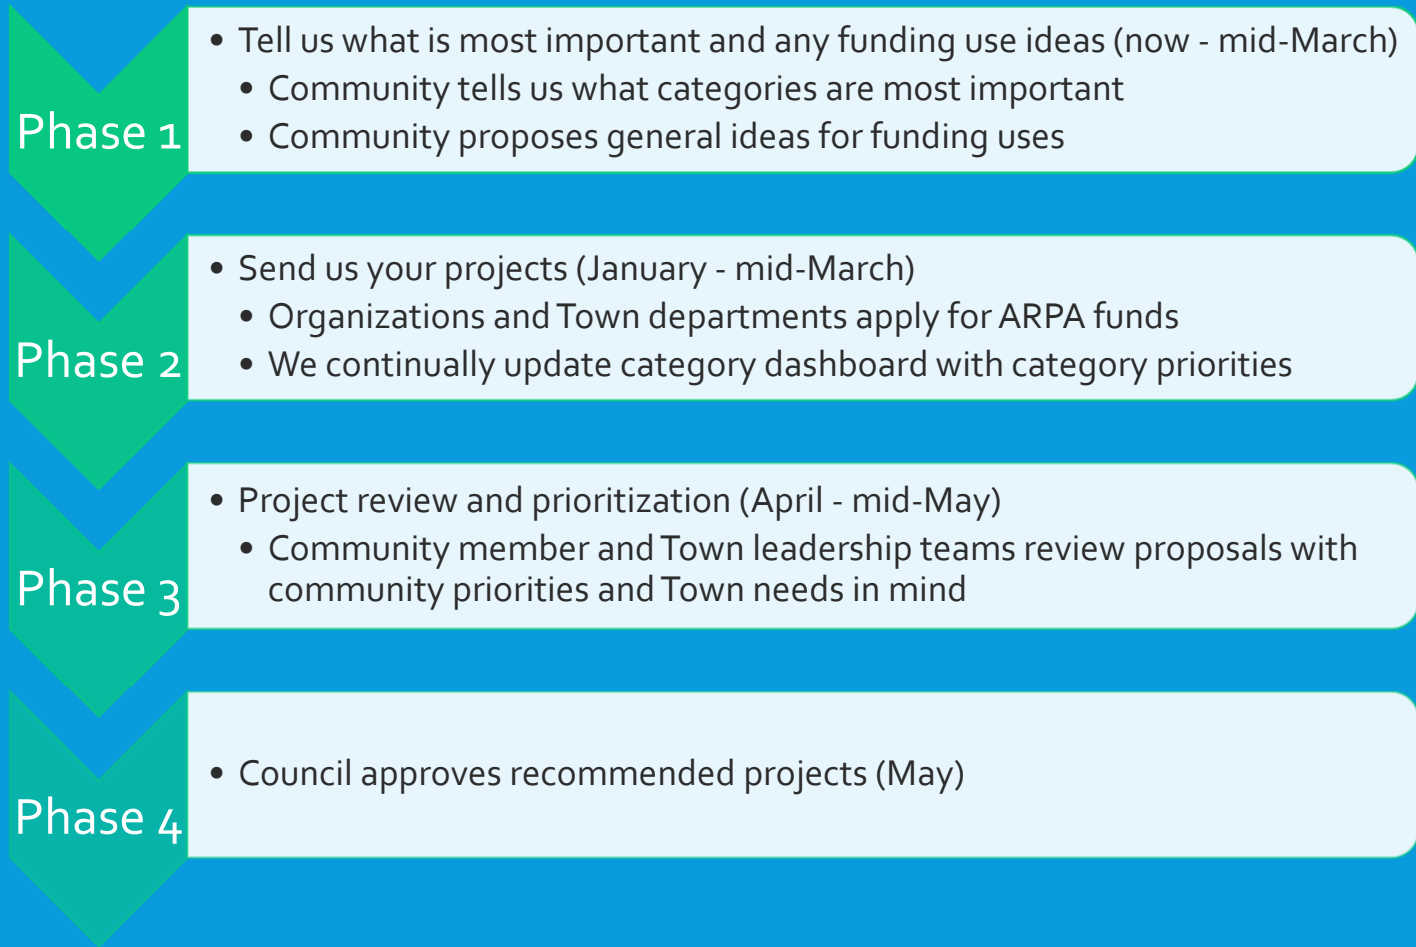 Phase 1
• Tell us what is most important and any funding use ideas (now - mid-March)
• Community tells us what categories are most important
• Community proposes general ideas for funding uses
Phase 2
• Send us your projects (January - mid-March)
• Organizations and Town departments apply for ARPA funds
• We continually update category dashboard with category priorities
Phase 3
• Project review and prioritization (April - mid-May)
• Community member and Town leadership teams review proposals with
community priorities and Town needs in mind
Phase 4
• Council approves recommended projects (May)